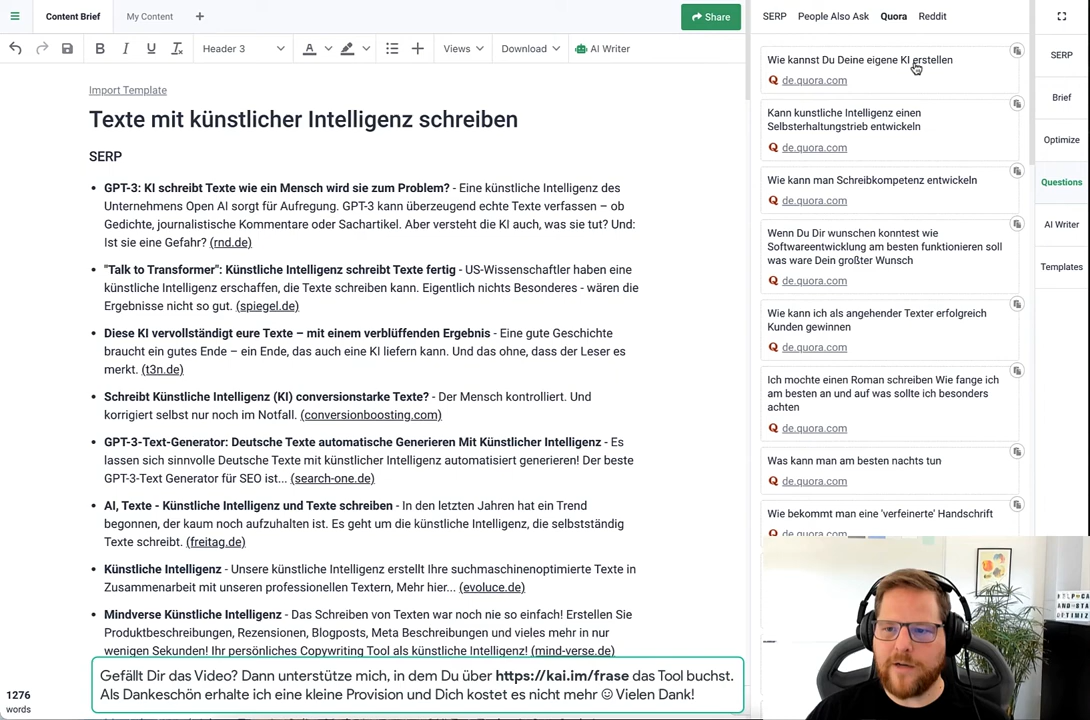 Content Brief
My Content
+
Share
B I U
Header 3
A
Views
Download
AI Writer
Import Template
Texte mit künstlicher Intelligenz schreiben
SERP
• GPT-3: KI schreibt Texte wie ein Mensch wird sie zum Problem? - Eine künstliche Intelligenz des
Unternehmens Open AI sorgt für Aufregung. GPT-3 kann überzeugend echte Texte verfassen – ob
Gedichte, journalistische Kommentare oder Sachartikel. Aber versteht die KI auch, was sie tut? Und:
Ist sie eine Gefahr? (rnd.de)
• "Talk to Transformer": Künstliche Intelligenz schreibt Texte fertig - US-Wissenschaftler haben eine
künstliche Intelligenz erschaffen, die Texte schreiben kann. Eigentlich nichts Besonderes - wären die
Ergebnisse nicht so gut. (spiegel.de)
• Diese KI vervollständigt eure Texte – mit einem verblüffenden Ergebnis - Eine gute Geschichte
braucht ein gutes Ende – ein Ende, das auch eine KI liefern kann. Und das ohne, dass der Leser es
merkt. (t3n.de)
• Schreibt Künstliche Intelligenz (KI) conversionstarke Texte? - Der Mensch kontrolliert. Und
korrigiert selbst nur noch im Notfall. (conversionboosting.com)
• GPT-3-Text-Generator: Deutsche Texte automatische Generieren Mit Künstlicher Intelligenz - Es
lassen sich sinnvolle Deutsche Texte mit künstlicher Intelligenz automatisiert generieren! Der beste
GPT-3-Text Generator für SEO ist... (search-one.de)
• AI, Texte - Künstliche Intelligenz und Texte schreiben - In den letzten Jahren hat ein Trend
begonnen, der kaum noch aufzuhalten ist. Es geht um die künstliche Intelligenz, die selbstständig
Texte schreibt. (freitag.de)
• Künstliche Intelligenz - Unsere künstliche Intelligenz erstellt Ihre suchmaschinenoptimierte Texte in
Zusammenarbeit mit unseren professionellen Textern, Mehr hier... (evoluce.de)
• Mindverse Künstliche Intelligenz - Das Schreiben von Texten war noch nie so einfach! Erstellen Sie
Produktbeschreibungen, Rezensionen, Blogposts, Meta Beschreibungen und vieles mehr in nur
wenigen Sekunden! Ihr persönliches Copywriting Tool als künstliche Intelligenz! (mind-verse.de)
Gefällt Dir das Video? Dann unterstütze mich, in dem Du über https://kai.im/frase das Tool buchst.
Als Dankeschön erhalte ich eine kleine Provision und Dich kostet es nicht mehr ☺ Vielen Dank!
1276
words
SERP
People Also Ask
Quora
Reddit
Wie kannst Du Deine eigene KI erstellen
de.quora.com
Kann kunstliche Intelligenz einen
Selbsterhaltungstrieb entwickeln
de.quora.com
Wie kann man Schreibkompetenz entwickeln
de.quora.com
Wenn Du Dir wunschen konntest wie
Softwareentwicklung am besten funktionieren soll
was ware Dein großter Wunsch
de.quora.com
Wie kann ich als angehender Texter erfolgreich
Kunden gewinnen
de.quora.com
Ich mochte einen Roman schreiben Wie fange ich
am besten an und auf was sollte ich besonders
achten
de.quora.com
Was kann man am besten nachts tun
de.quora.com
Wie bekommt man eine 'verfeinerte' Handschrift
de.quora.com
SERP
Brief
Optimize
Questions
AI Writer
Templates